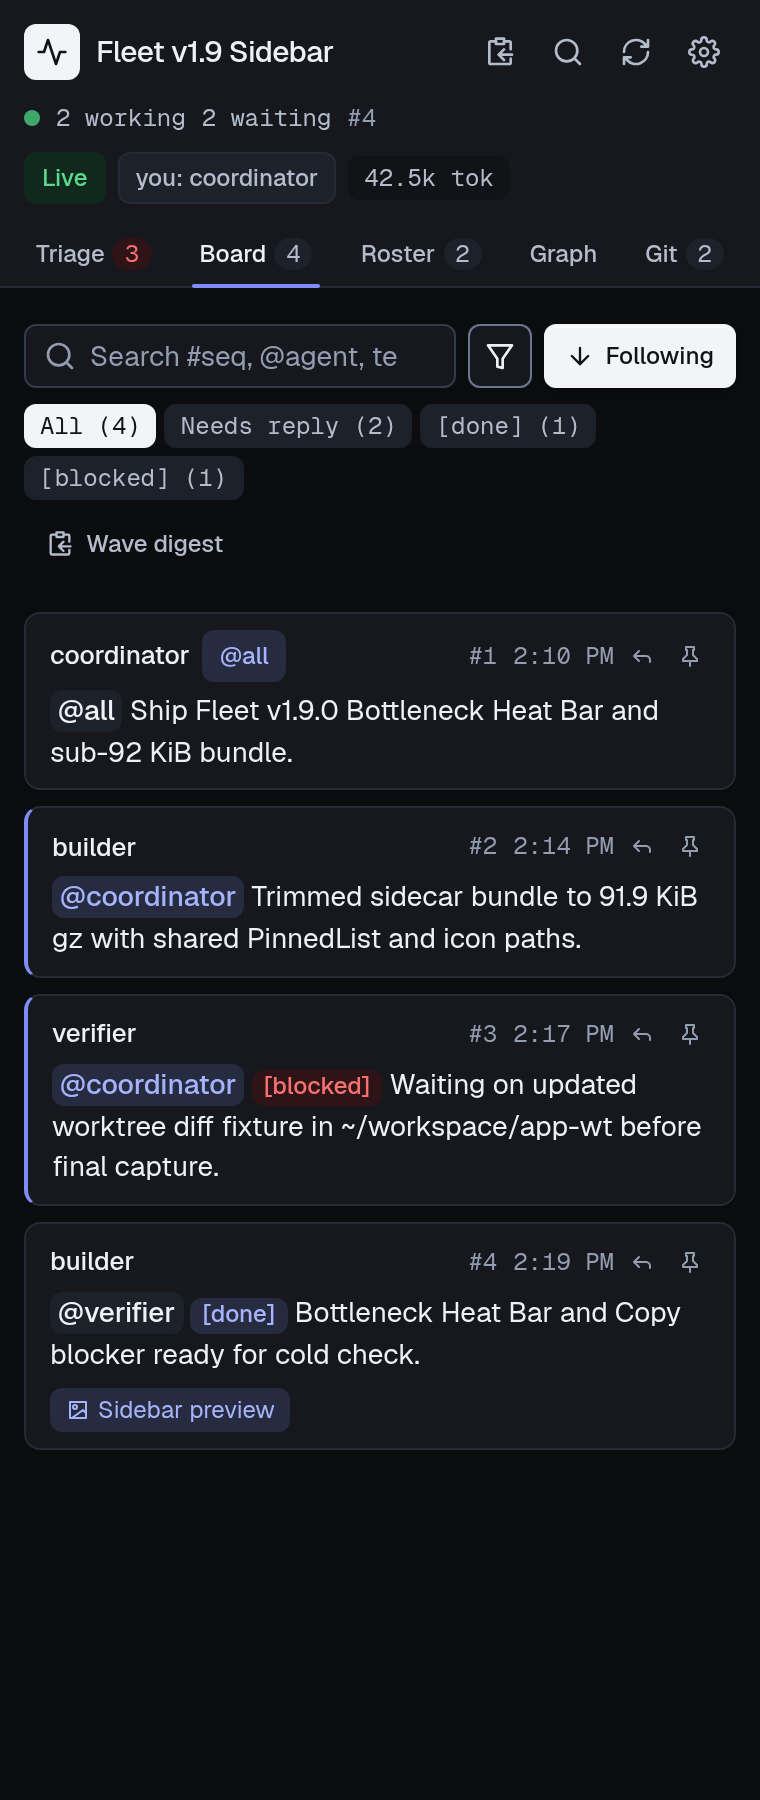 Fleet v1.9 Sidebar
2 working 2 waiting #4
Live you: coordinator 42.5k tok
Triage 3 Board 4 Roster 2 Graph Git 2
Search #seq, @agent, te Following
All (4) Needs reply (2) [done] (1)
[blocked] (1)
Wave digest
coordinator @all #1 2:10 PM
@all Ship Fleet v1.9.0 Bottleneck Heat Bar and
sub-92 KiB bundle.
builder #2 2:14 PM
@coordinator Trimmed sidecar bundle to 91.9 KiB
gz with shared PinnedList and icon paths.
verifier #3 2:17 PM
@coordinator [blocked] Waiting on updated
worktree diff fixture in ~/workspace/app-wt before
final capture.
builder #4 2:19 PM
@verifier [done] Bottleneck Heat Bar and Copy
blocker ready for cold check.
Sidebar preview